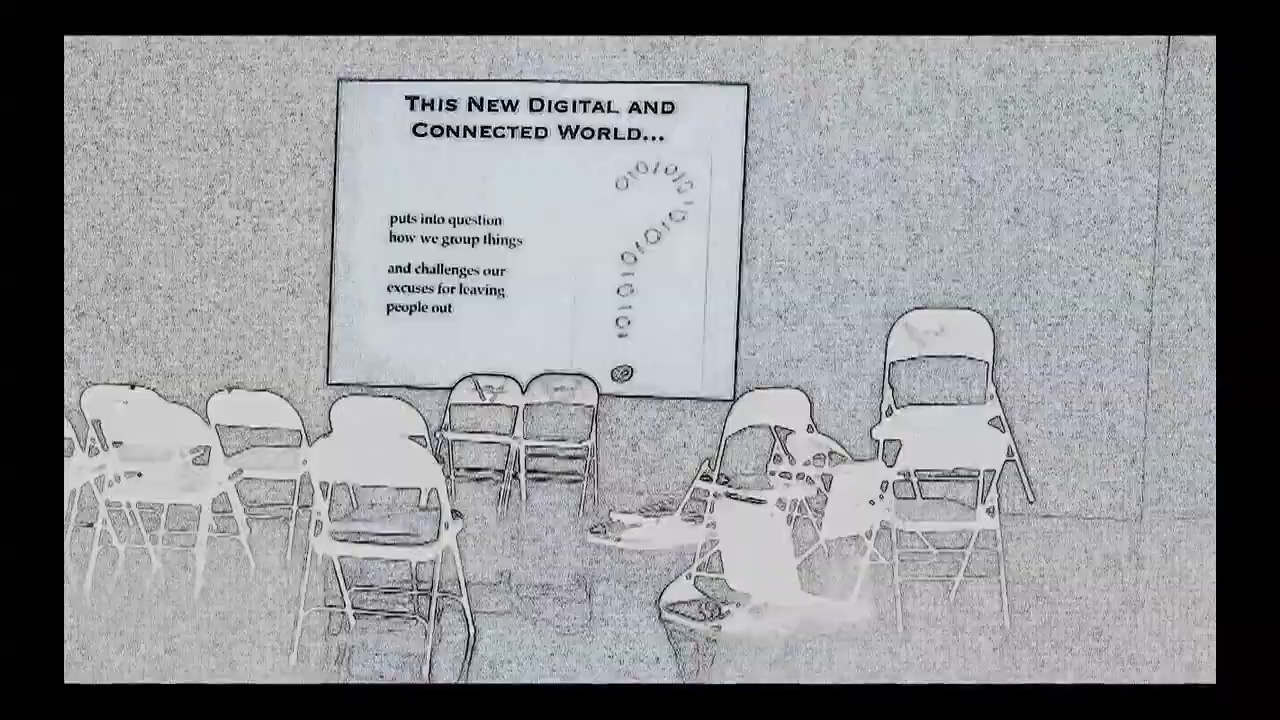 THIS NEW DIGITAL AND
CONNECTED WORLD...
puts into question
how we group things
and challenges our
excuses for leaving
people out